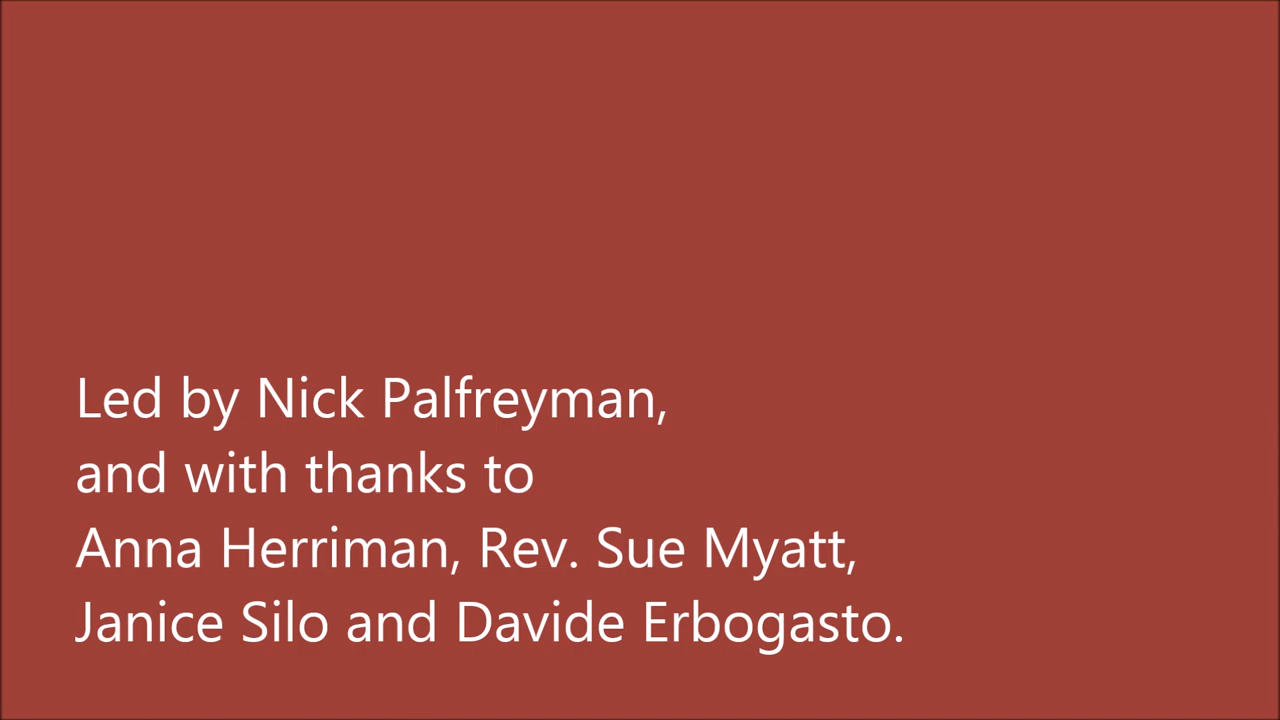 Led by Nick Palfreyman,
and with thanks to
Anna Herriman, Rev. Sue Myatt,
Janice Silo and Davide Erbogasto.